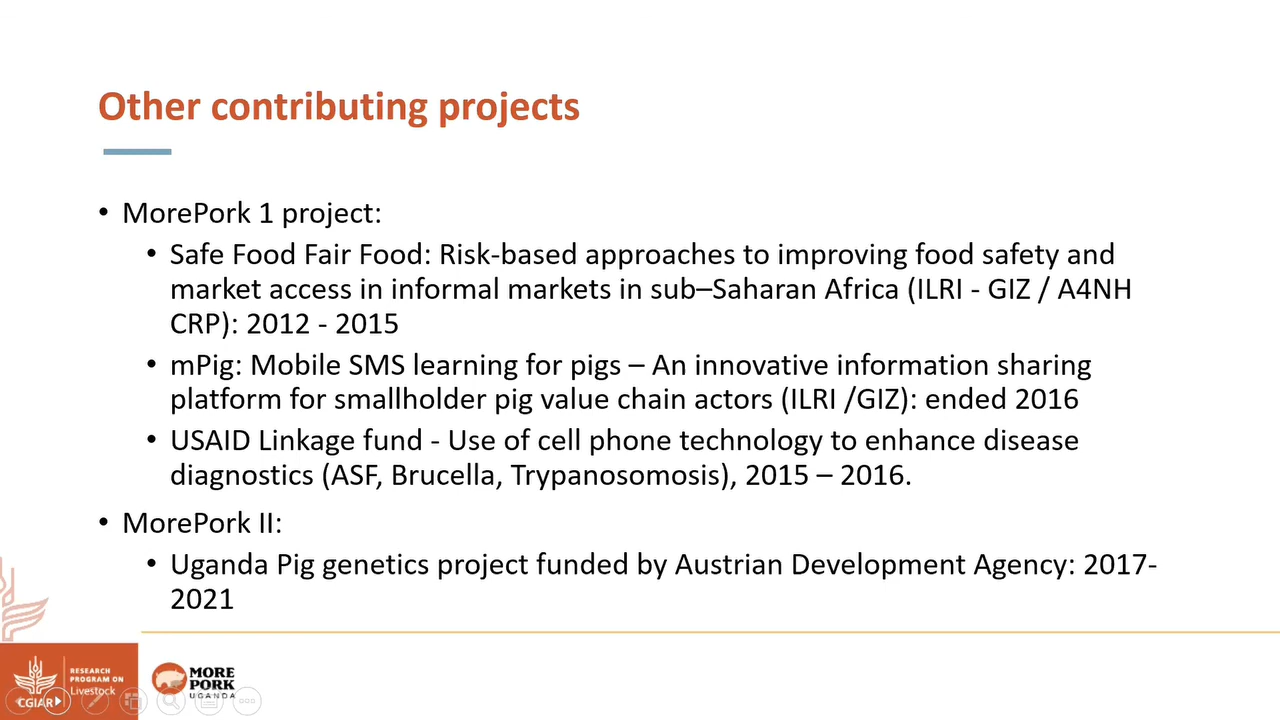 Other contributing projects
• MorePork 1 project:
• Safe Food Fair Food: Risk-based approaches to improving food safety and
market access in informal markets in sub–Saharan Africa (ILRI - GIZ / A4NH
CRP): 2012 - 2015
• mPig: Mobile SMS learning for pigs – An innovative information sharing
platform for smallholder pig value chain actors (ILRI /GIZ): ended 2016
• USAID Linkage fund - Use of cell phone technology to enhance disease
diagnostics (ASF, Brucella, Trypanosomosis), 2015 – 2016.
• MorePork II:
• Uganda Pig genetics project funded by Austrian Development Agency: 2017-
2021
CGIAR
RESEARCH
PROGRAM ON
Livestock
MORE
PORK
UGANDA